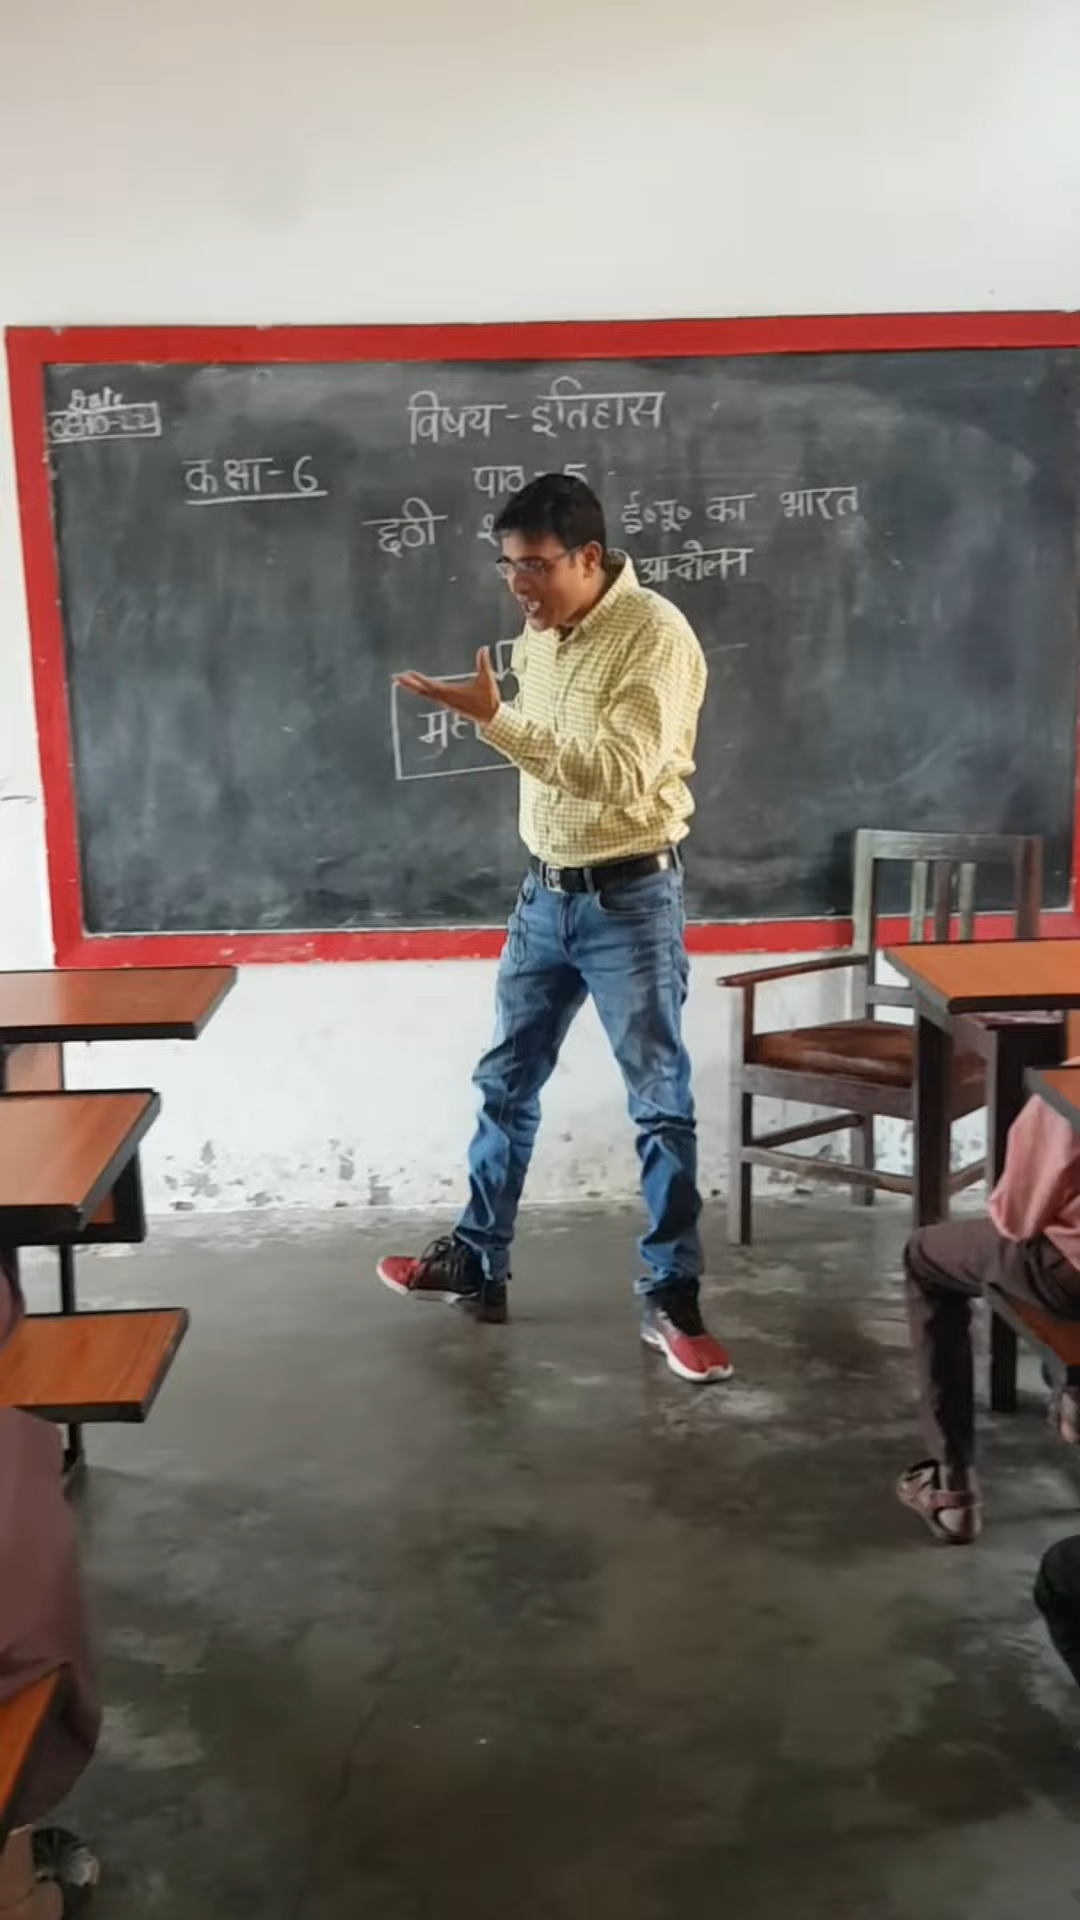 Date
विषय - इतिहास
कक्षा - 6
पाठ - 5
छठी ई०पू० का भारत
आन्दोलन